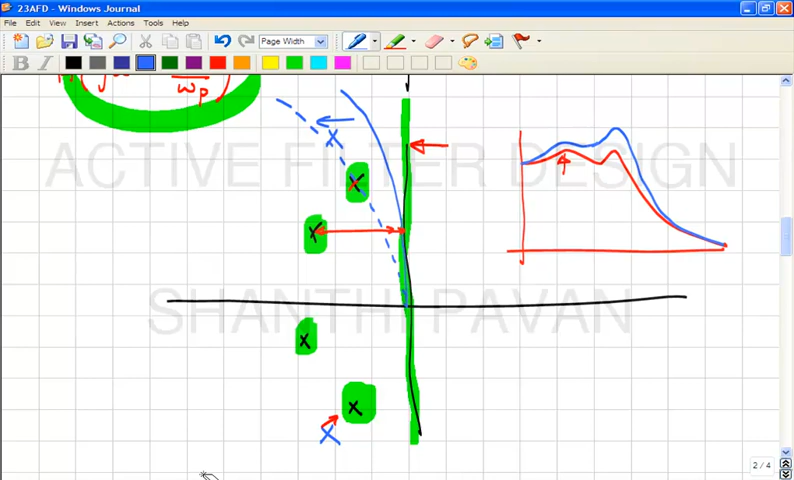 23AFD - Windows Journal
File Edit View Insert Actions Tools Help
Page Width
B I
ω_p
ACTIVE FILTER DESIGN
X
X
X
SHANTHI PAVAN
X
X
X
2 / 4